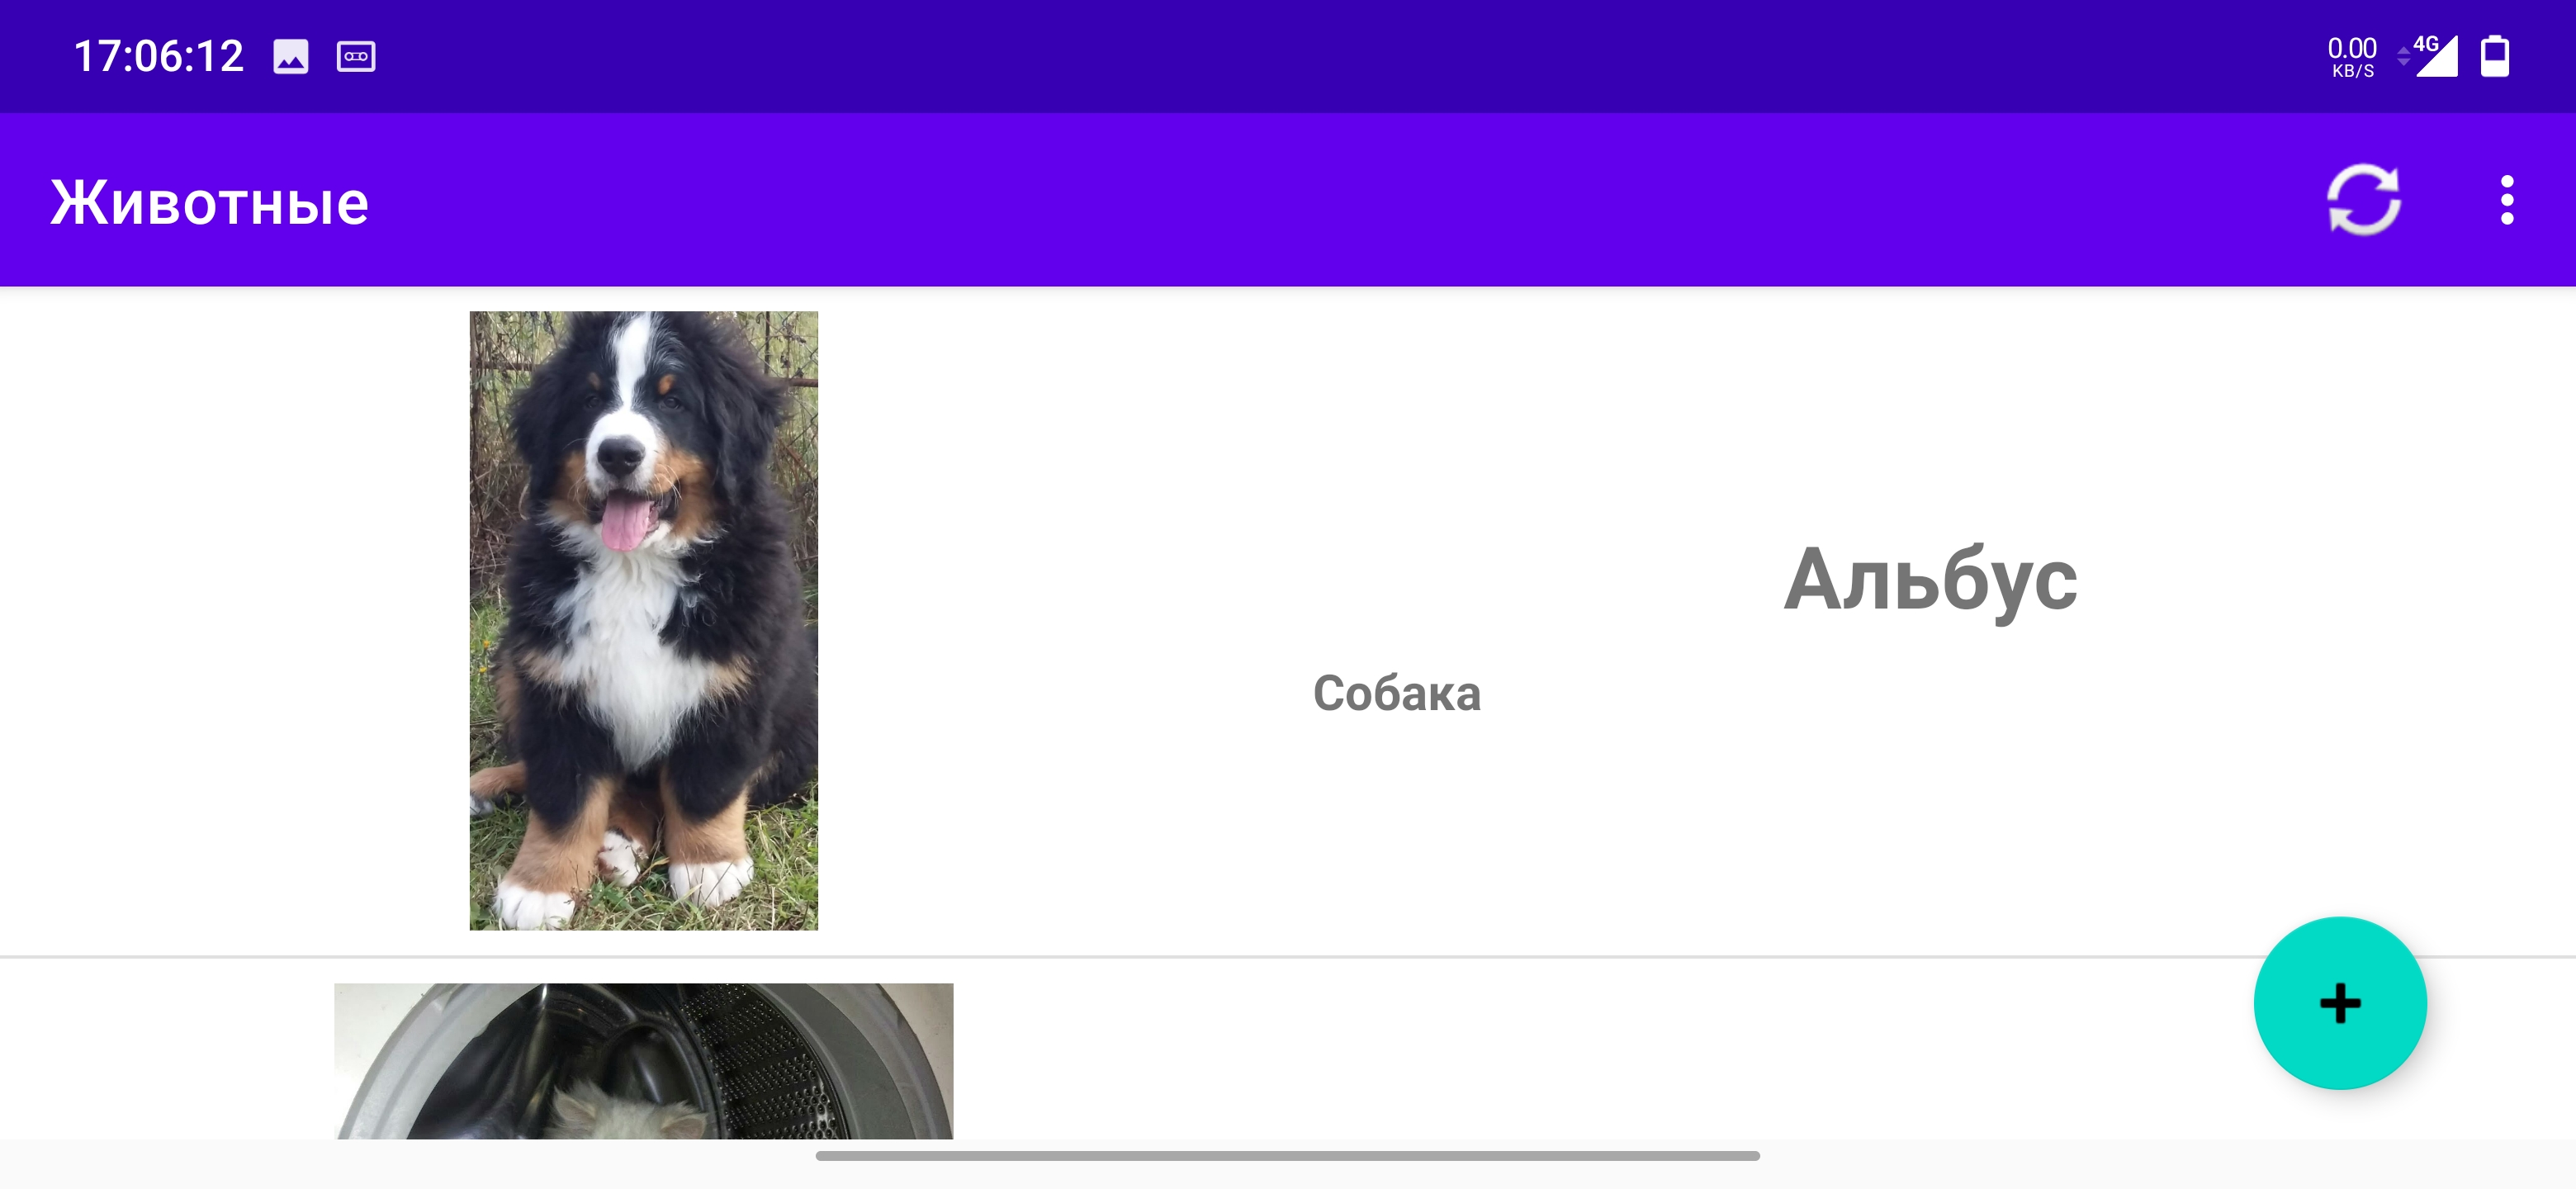 17:06:12
0.00
KB/S
4G
Животные
Альбус
Собака